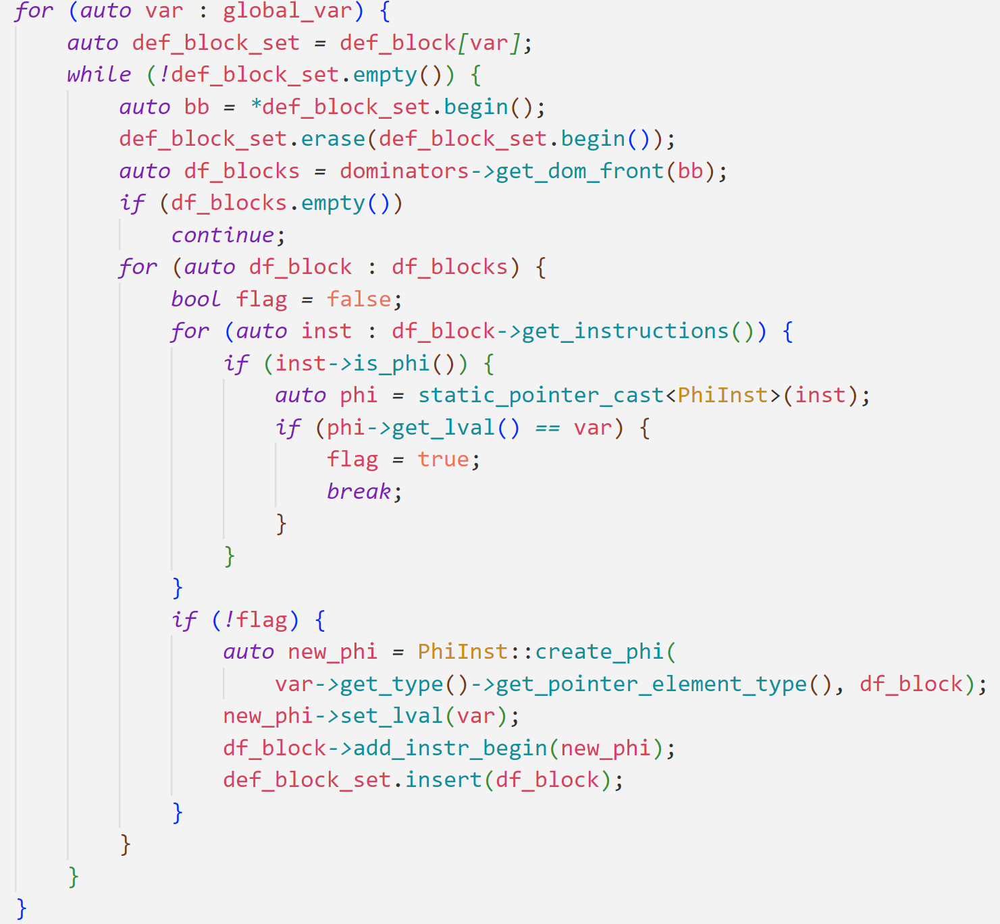 for (auto var : global_var) {
    auto def_block_set = def_block[var];
    while (!def_block_set.empty()) {
        auto bb = *def_block_set.begin();
        def_block_set.erase(def_block_set.begin());
        auto df_blocks = dominators->get_dom_front(bb);
        if (df_blocks.empty())
            continue;
        for (auto df_block : df_blocks) {
            bool flag = false;
            for (auto inst : df_block->get_instructions()) {
                if (inst->is_phi()) {
                    auto phi = static_pointer_cast<PhiInst>(inst);
                    if (phi->get_lval() == var) {
                        flag = true;
                        break;
                    }
                }
            }
            if (!flag) {
                auto new_phi = PhiInst::create_phi(
                    var->get_type()->get_pointer_element_type(), df_block);
                new_phi->set_lval(var);
                df_block->add_instr_begin(new_phi);
                def_block_set.insert(df_block);
            }
        }
    }
}